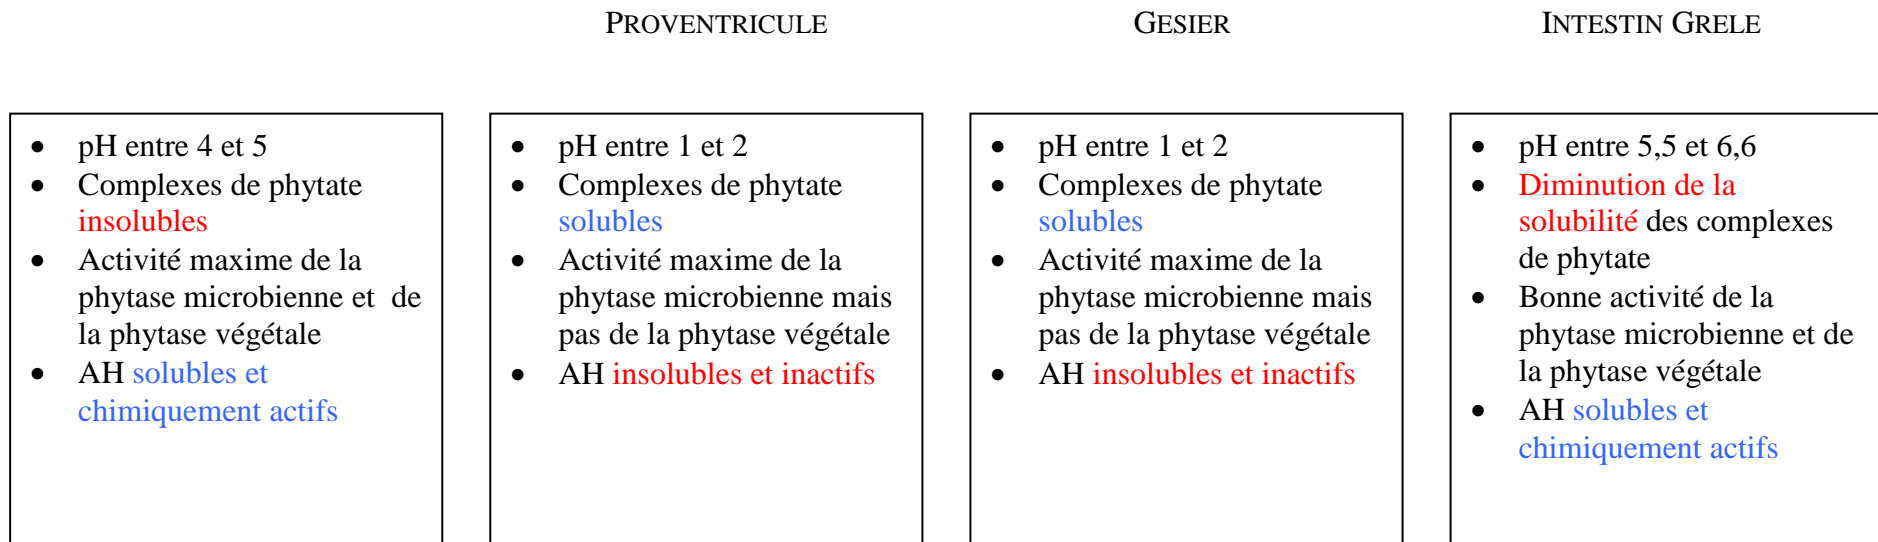 PROVENTRICULE
GESIER
INTESTIN GRELE
• pH entre 4 et 5
• Complexes de phytate
insolubles
• Activité maxime de la
phytase microbienne et de
la phytase végétale
• AH solubles et
chimiquement actifs
• pH entre 1 et 2
• Complexes de phytate
solubles
• Activité maxime de la
phytase microbienne mais
pas de la phytase végétale
• AH insolubles et inactifs
• pH entre 1 et 2
• Complexes de phytate
solubles
• Activité maxime de la
phytase microbienne mais
pas de la phytase végétale
• AH insolubles et inactifs
• pH entre 5,5 et 6,6
• Diminution de la
solubilité des complexes
de phytate
• Bonne activité de la
phytase microbienne et de
la phytase végétale
• AH solubles et
chimiquement actifs